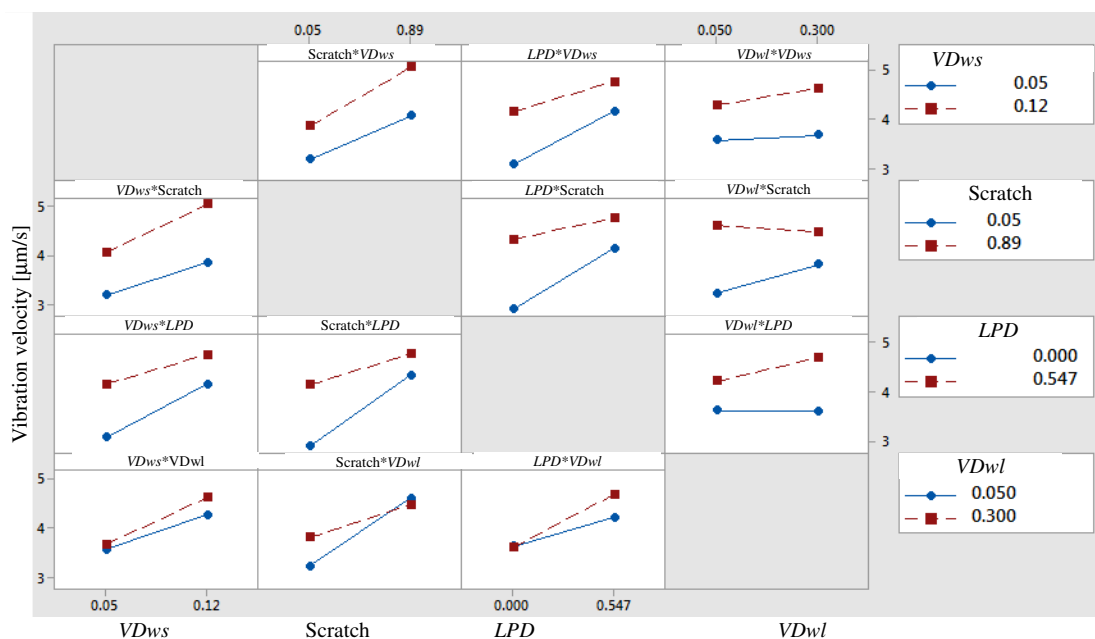 0.05 0.89 0.050 0.300
Scratch*VDws LPD*VDws VDwl*VDws
5
4
3
VDws
0.05
0.12
VDws*Scratch LPD*Scratch VDwl*Scratch
5
4
3
Scratch
0.05
0.89
VDws*LPD Scratch*LPD VDwl*LPD
5
4
3
LPD
0.000
0.547
VDws*VDwl Scratch*VDwl LPD*VDwl
5
4
3
VDwl
0.050
0.300
Vibration velocity [µm/s]
0.05 0.12 0.000 0.547
VDws Scratch LPD VDwl